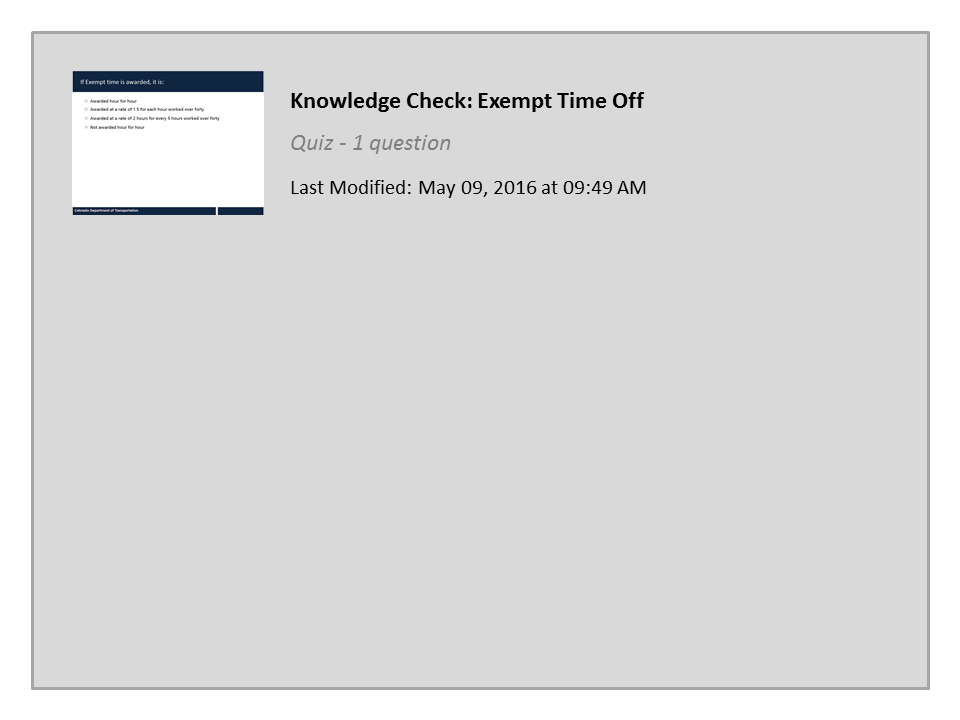 If Exempt time is awarded, it is:
Awarded hour for hour
Awarded at a rate of 1.5 for each hour worked over forty
Awarded at a rate of 2 hours for every 5 hours worked over forty
Not awarded hour for hour
Colorado Department of Transportation
Knowledge Check: Exempt Time Off
Quiz - 1 question
Last Modified: May 09, 2016 at 09:49 AM